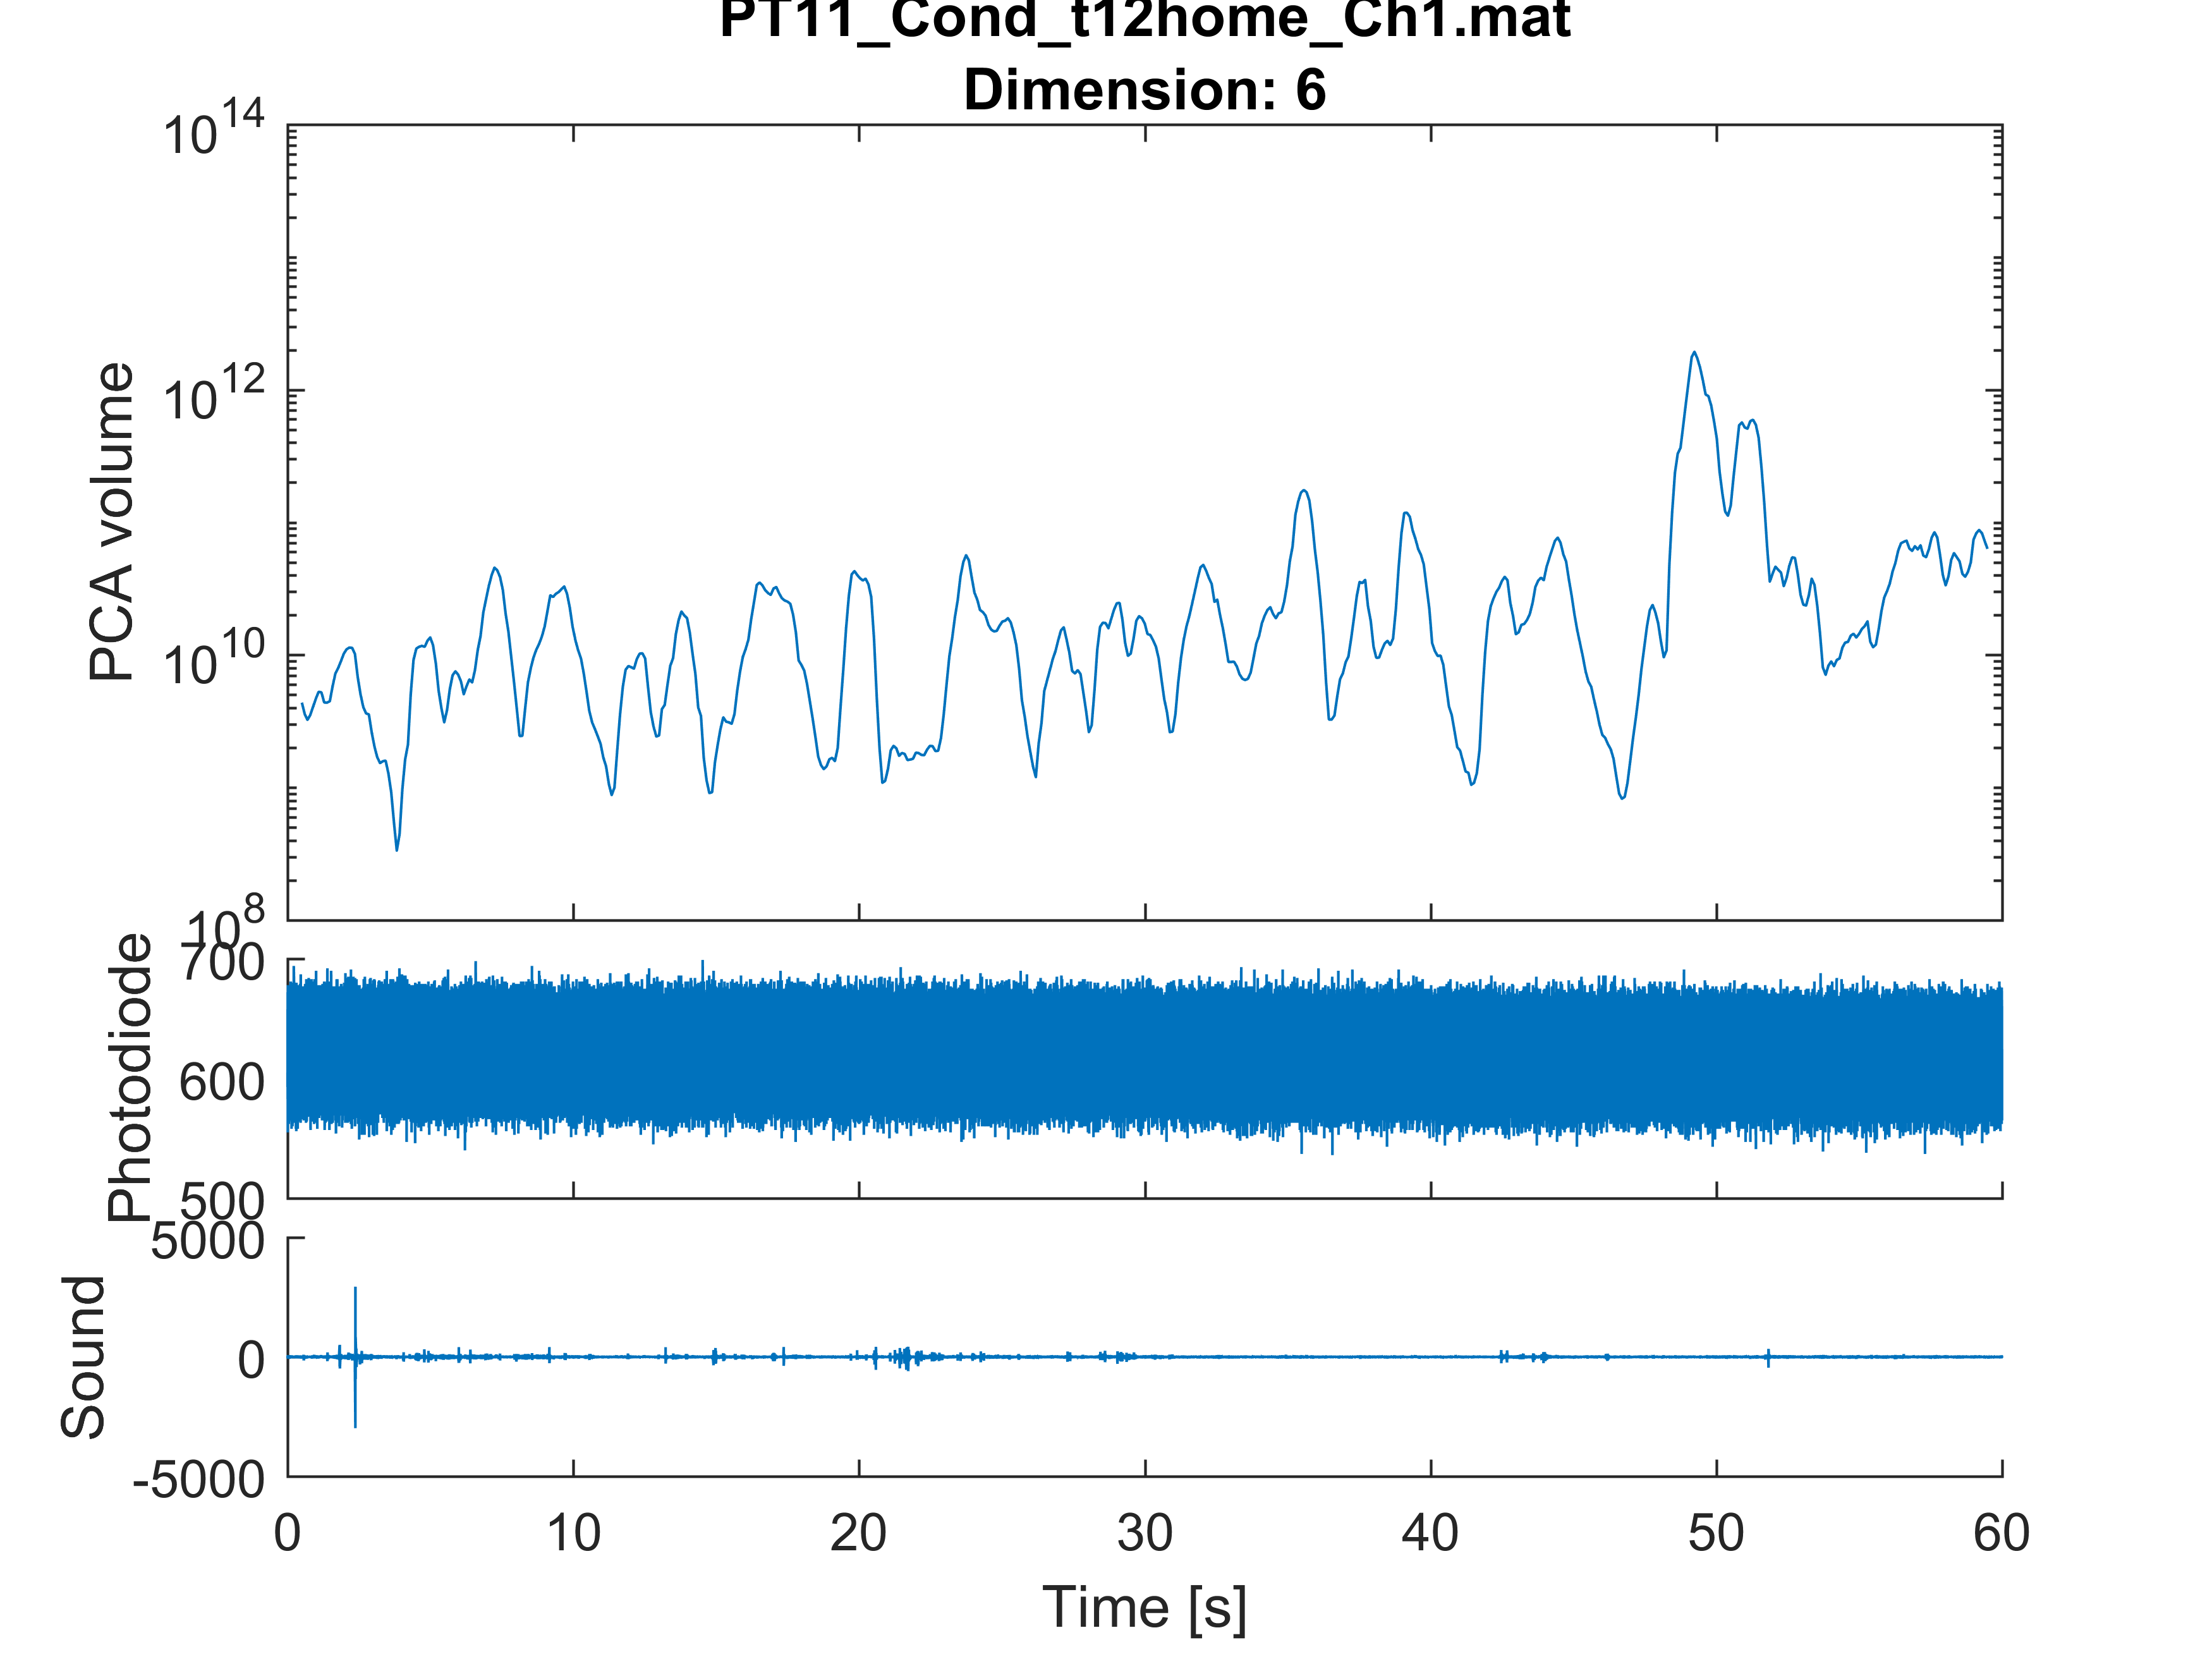 PT11_Cond_t12home_Ch1.mat
Dimension: 6
10^14
10^12
10^10
10^8
PCA volume
700
600
500
Photodiode
5000
0
-5000
Sound
0 10 20 30 40 50 60
Time [s]